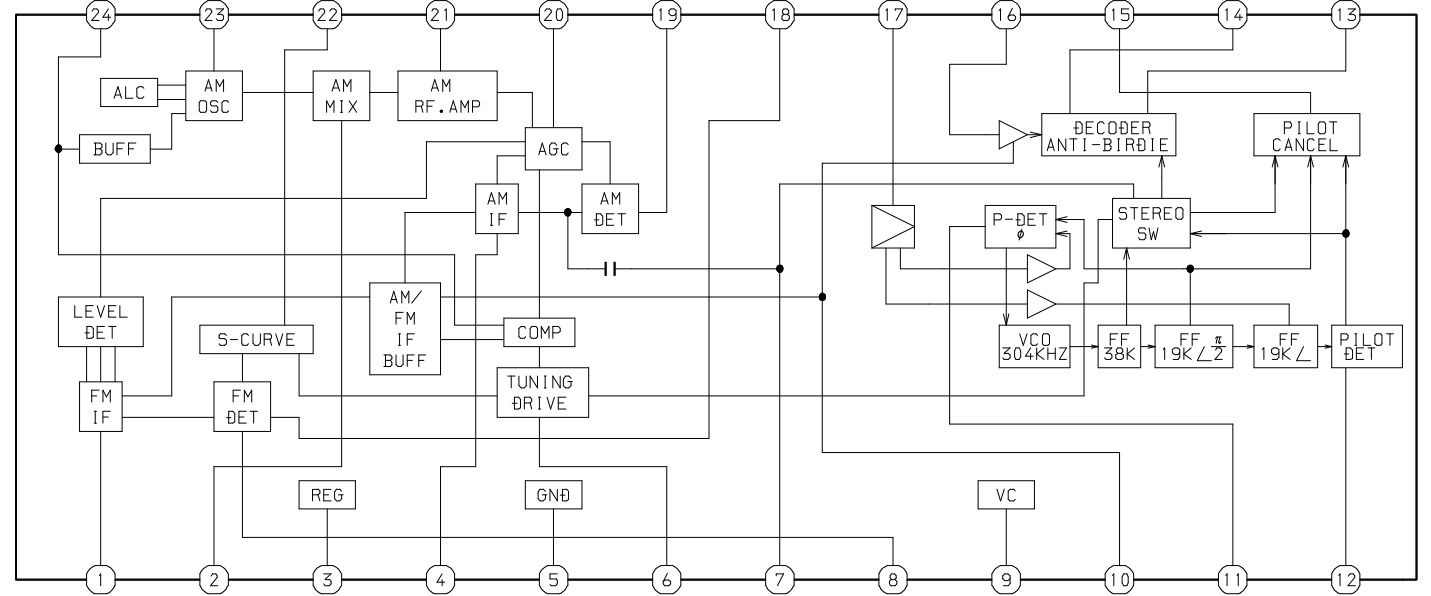 24 23 22 21 20 19 18 17 16 15 14 13
ALC
AM
OSC
AM
MIX
AM
RF.AMP
BUFF
AGC
DECODER
ANTI-BIRDIE
PILOT
CANCEL
AM
IF
AM
DET
P-DET
ø
STEREO
SW
LEVEL
DET
AM/
FM
IF
BUFF
S-CURVE
COMP
VCO
304KHZ
FF
38K
FF
19K∠π/2
FF
19K∠
PILOT
DET
FM
IF
FM
DET
TUNING
DRIVE
REG
GND
VC
1 2 3 4 5 6 7 8 9 10 11 12